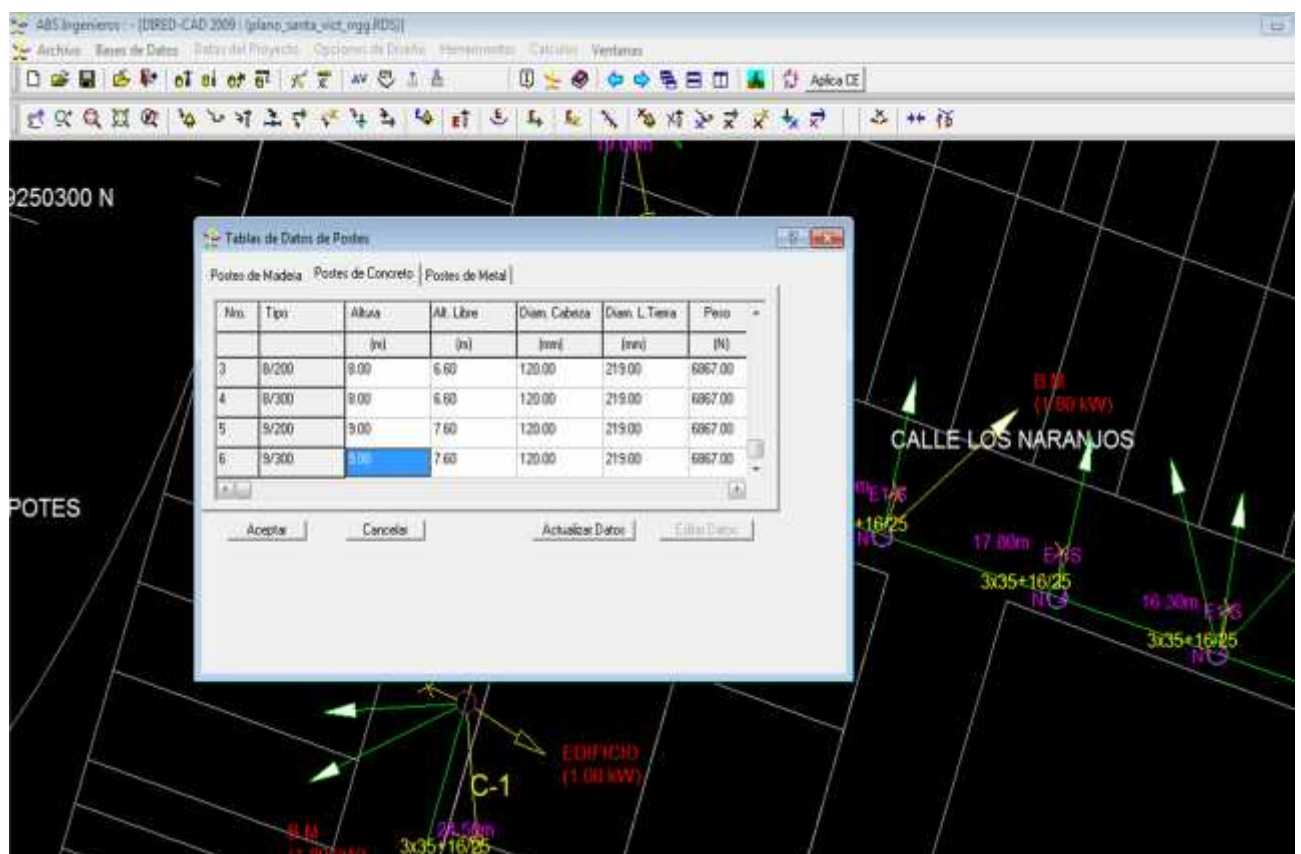 ABS Ingenieros : - [DIRED-CAD 2009 : (plano_santa_vict_mgg.RDS)]
Archivo Bases de Datos Datos del Proyecto Opciones de Diseño Herramientas Calculos Ventanas
Aplica CE
19.00m
9250300 N
Tablas de Datos de Postes
Postes de Madera Postes de Concreto Postes de Metal
Nro. Tipo Altura Alt. Libre Diam. Cabeza Diam. L.Tierra Peso
(m) (m) (mm) (mm) (N)
3 8/200 8.00 6.60 120.00 219.00 6867.00
4 8/300 8.00 6.60 120.00 219.00 6867.00
5 9/200 9.00 7.60 120.00 219.00 6867.00
6 9/300 9.00 7.60 120.00 219.00 6867.00
Aceptar Cancelar Actualizar Datos Editar Datos
B.M
(1.80 kW)
CALLE LOS NARANJOS
POTES
17.80m
3x35+16/25
16.30m
3x35+16/25
EDIFICIO
(1.00 kW)
C-1
B.M
3x35+16/25